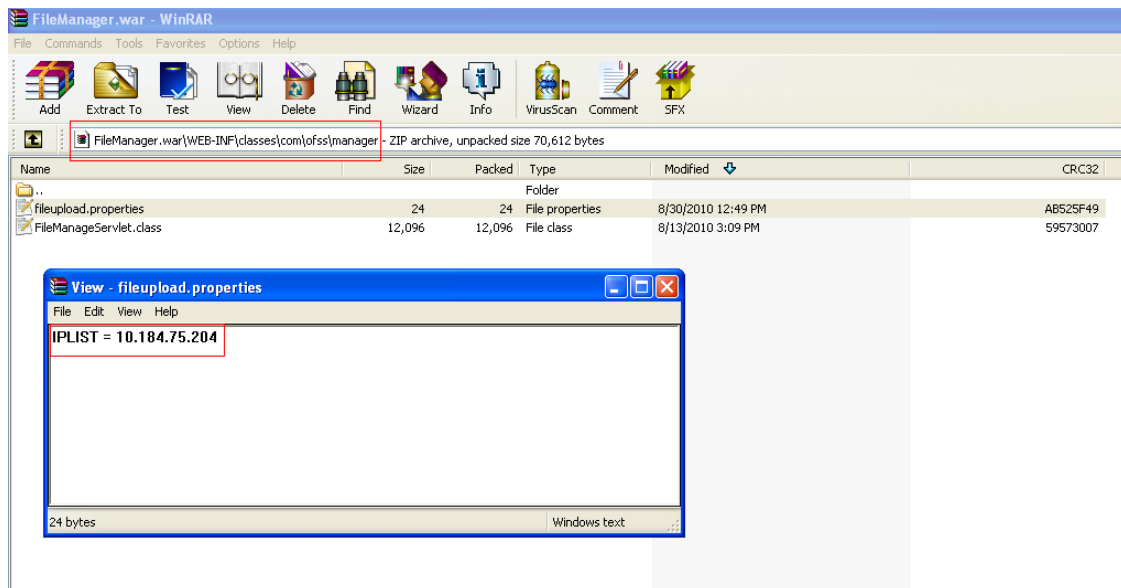 FileManager.war - WinRAR
File Commands Tools Favorites Options Help
Add Extract To Test View Delete Find Wizard Info VirusScan Comment SFX
FileManager.war\WEB-INF\classes\com\ofss\manager - ZIP archive, unpacked size 70,612 bytes
Name Size Packed Type Modified CRC32
.. Folder
fileupload.properties 24 24 File properties 8/30/2010 12:49 PM AB525F49
FileManageServlet.class 12,096 12,096 File class 8/13/2010 3:09 PM 59573007
View - fileupload.properties
File Edit View Help
IPLIST = 10.184.75.204
24 bytes Windows text